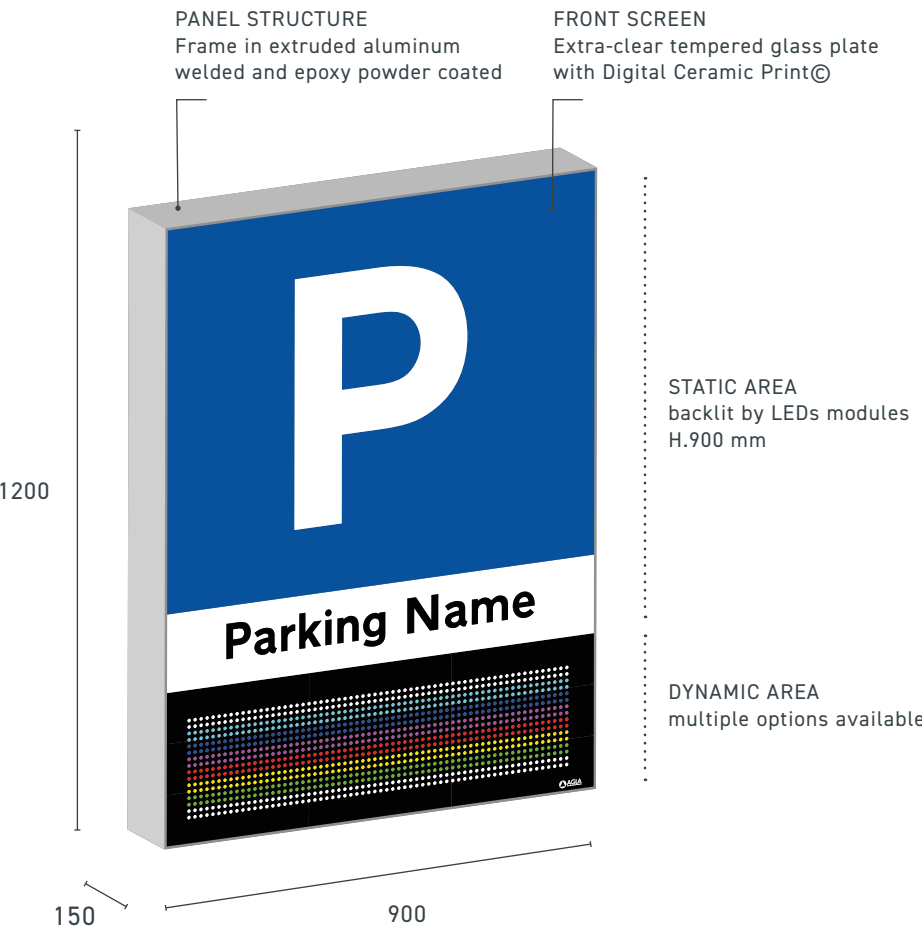 PANEL STRUCTURE
Frame in extruded aluminum
welded and epoxy powder coated
FRONT SCREEN
Extra-clear tempered glass plate
with Digital Ceramic Print©
P
STATIC AREA
backlit by LEDs modules
H.900 mm
1200
Parking Name
DYNAMIC AREA
multiple options available
AGLA
150
900